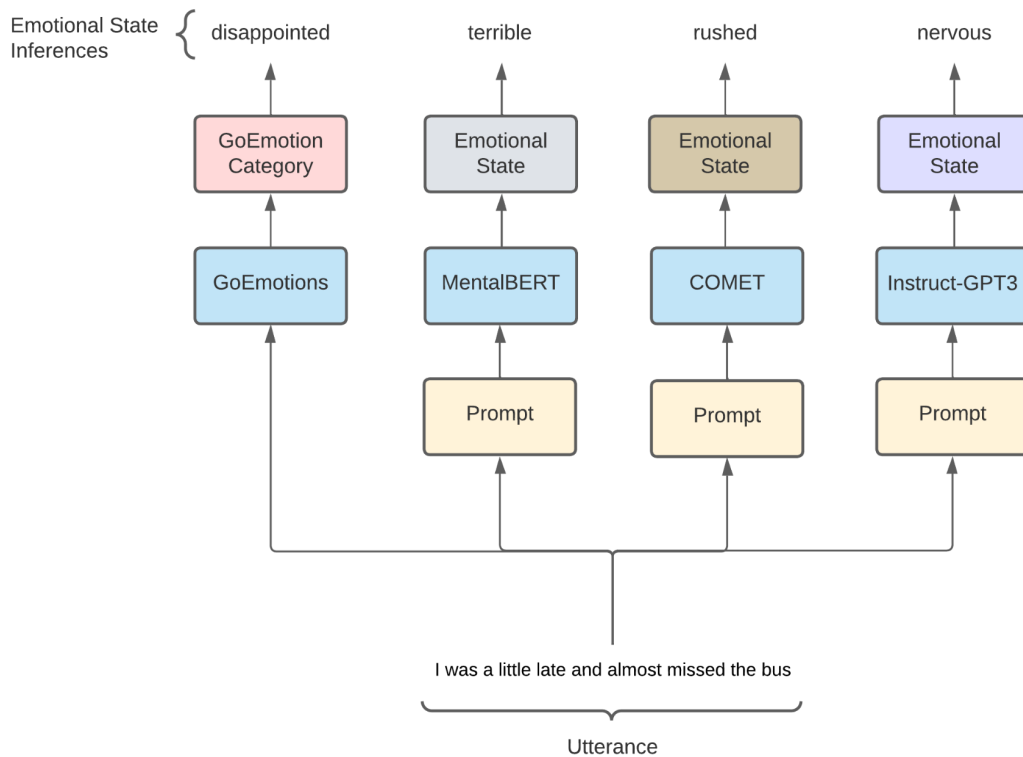 Emotional State
Inferences
disappointed
terrible
rushed
nervous
GoEmotion
Category
Emotional
State
Emotional
State
Emotional
State
GoEmotions
MentalBERT
COMET
Instruct-GPT3
Prompt
Prompt
Prompt
I was a little late and almost missed the bus
Utterance